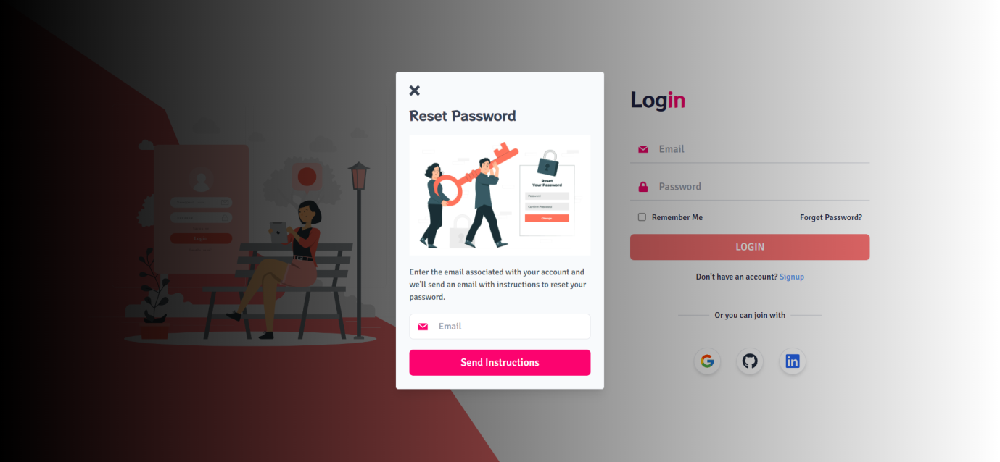 Reset Password
Reset
Your Password
Password
Confirm Password
Change
Enter the email associated with your account and
we'll send an email with instructions to reset your
password.
Email
Send Instructions
Login
Login
Email
Password
Remember Me
Forget Password?
LOGIN
Don't have an account? Signup
Or you can join with
in